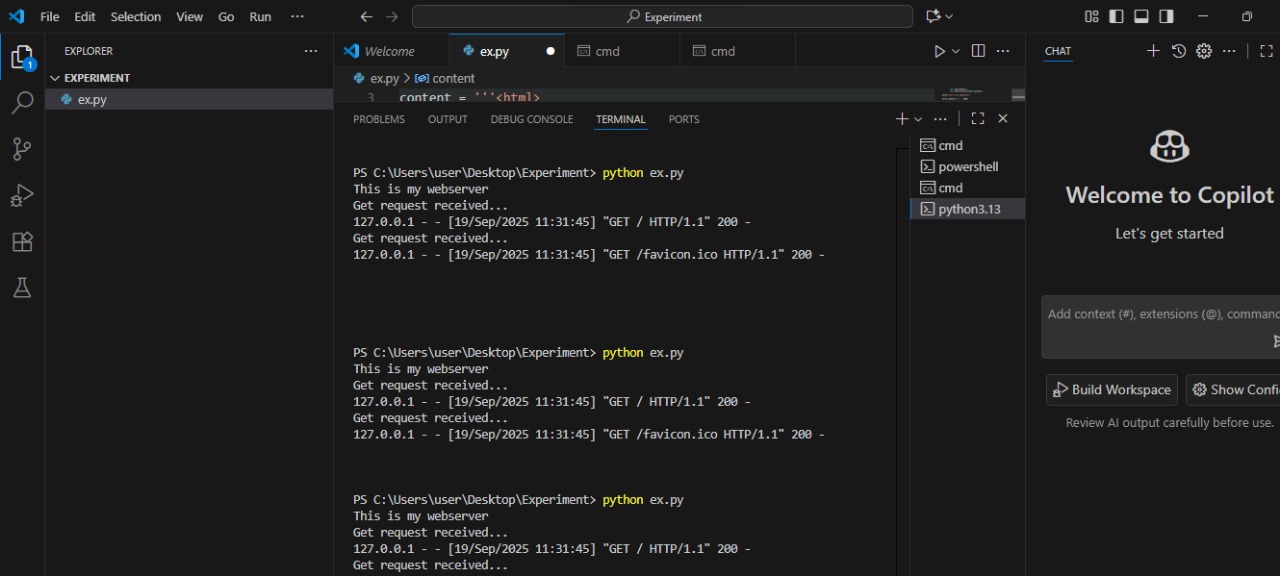 File Edit Selection View Go Run ··· Experiment
EXPLORER ···
EXPERIMENT
ex.py
1
Welcome ex.py cmd cmd
ex.py > content
3 content = '''<html>
PROBLEMS OUTPUT DEBUG CONSOLE TERMINAL PORTS
PS C:\Users\user\Desktop\Experiment> python ex.py
This is my webserver
Get request received...
127.0.0.1 - - [19/Sep/2025 11:31:45] "GET / HTTP/1.1" 200 -
Get request received...
127.0.0.1 - - [19/Sep/2025 11:31:45] "GET /favicon.ico HTTP/1.1" 200 -
PS C:\Users\user\Desktop\Experiment> python ex.py
This is my webserver
Get request received...
127.0.0.1 - - [19/Sep/2025 11:31:45] "GET / HTTP/1.1" 200 -
Get request received...
127.0.0.1 - - [19/Sep/2025 11:31:45] "GET /favicon.ico HTTP/1.1" 200 -
PS C:\Users\user\Desktop\Experiment> python ex.py
This is my webserver
Get request received...
127.0.0.1 - - [19/Sep/2025 11:31:45] "GET / HTTP/1.1" 200 -
Get request received...
cmd
powershell
cmd
python3.13
CHAT
Welcome to Copilot
Let's get started
Add context (#), extensions (@), command
Build Workspace Show Confi
Review AI output carefully before use.